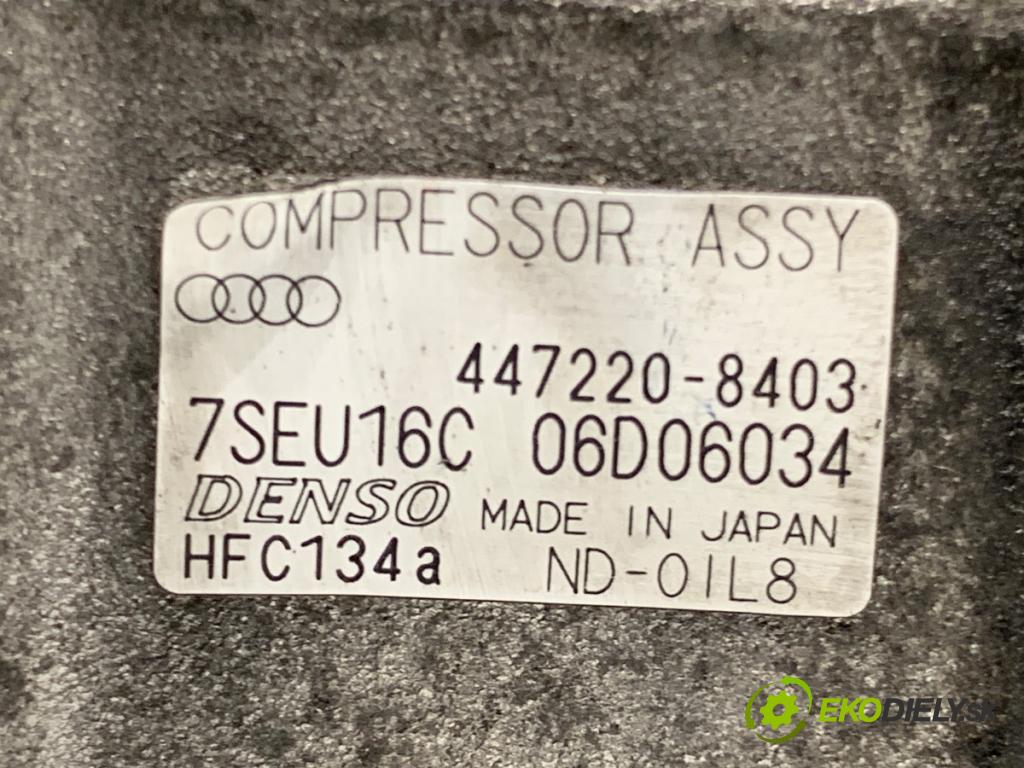 COMPRESSOR ASSY
447220-8403
7SEU16C 06D06034
DENSO MADE IN JAPAN
HFC134a ND-OIL8
EKODIELY.SK